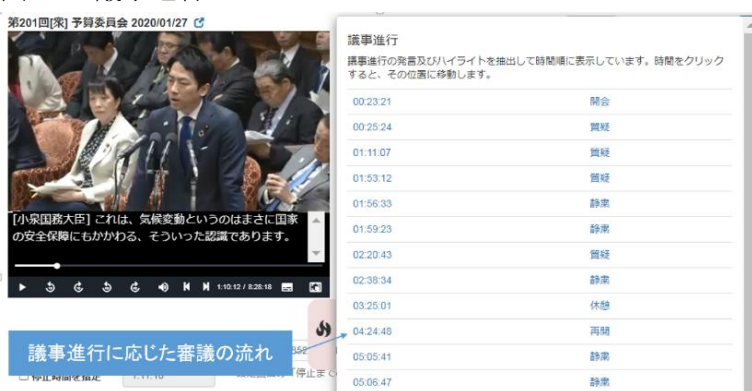 第201回[衆] 予算委員会 2020/01/27
[小泉国務大臣] これは、気候変動というのはまさに国家
の安全保障にもかかわる、そういった認識であります。
1:10:12 / 8:28:18
議事進行に応じた審議の流れ
議事進行
議事進行の発言及びハイライトを抽出して時間順に表示しています。時間をクリック
すると、その位置に移動します。
00:23:21 開会
00:25:24 質疑
01:11:07 質疑
01:53:12 質疑
01:56:33 静粛
01:59:23 静粛
02:20:43 質疑
02:38:34 静粛
03:25:01 休憩
04:24:48 再開
05:05:41 静粛
05:06:47 静粛